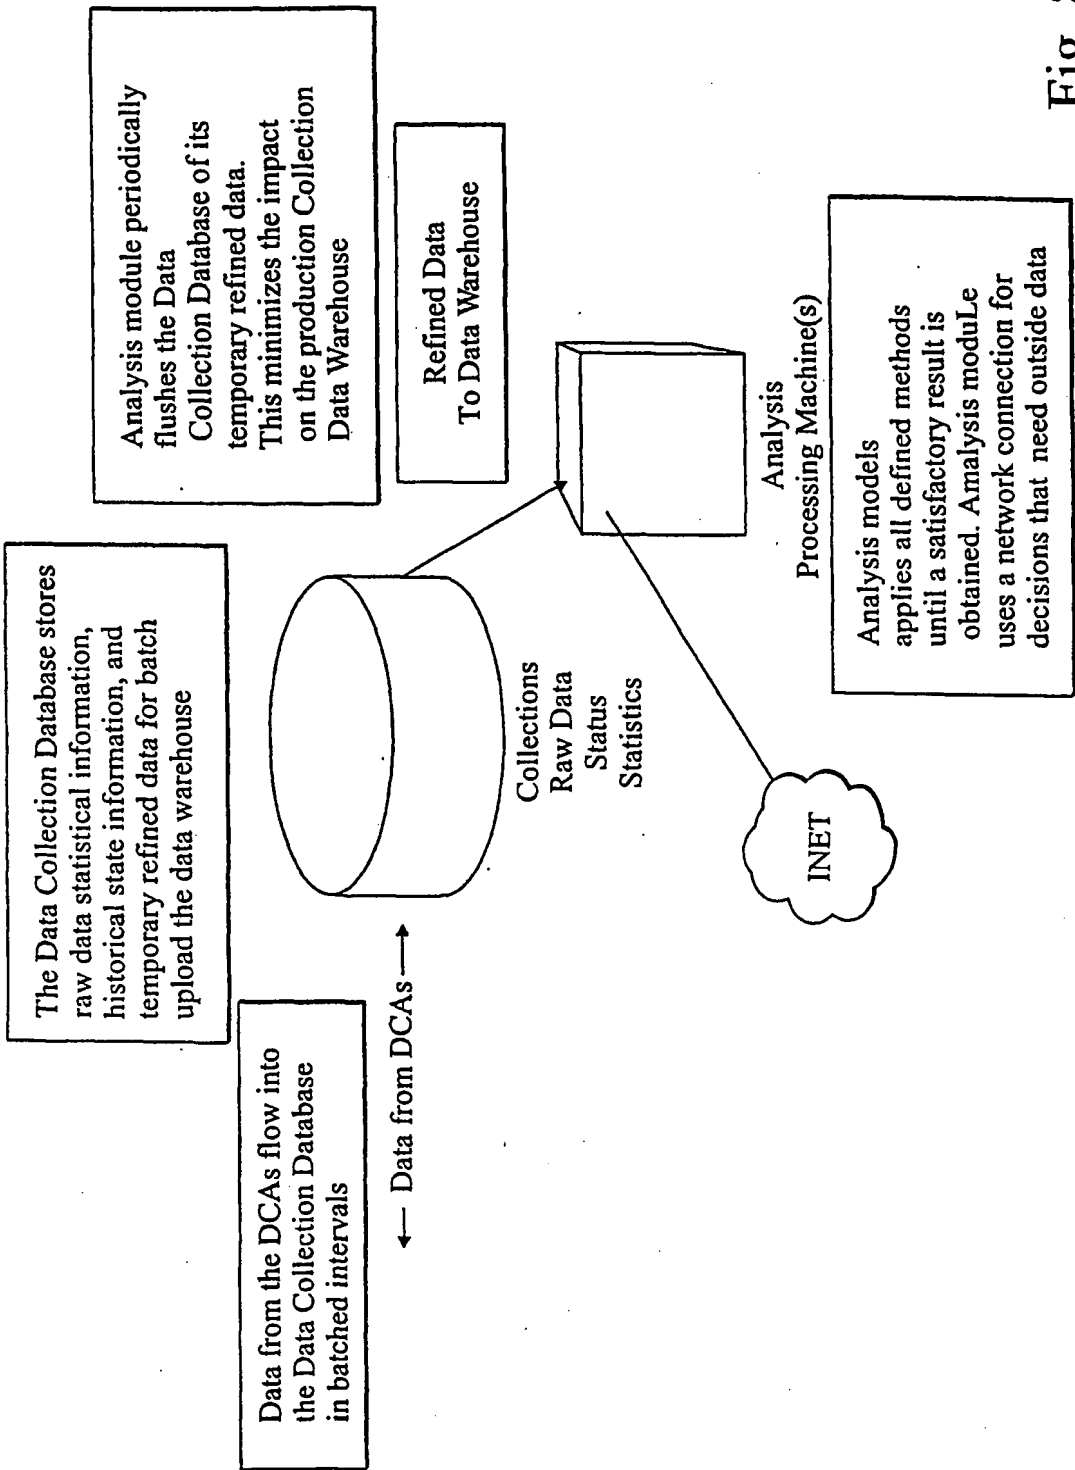 The Data Collection Database stores
raw data statistical information,
historical state information, and
temporary refined data for batch
upload the data warehouse
Analysis module periodically
flushes the Data
Collection Database of its
temporary refined data.
This minimizes the impact
on the production Collection
Data Warehouse
Data from the DCAs flow into
the Data Collection Database
in batched intervals
← Data from DCAs →
Refined Data
To Data Warehouse
Collections
Raw Data
Status
Statistics
Analysis
Processing Machine(s)
INET
Analysis models
applies all defined methods
until a satisfactory result is
obtained. Amalysis moduLe
uses a network connection for
decisions that need outside data
Fig.